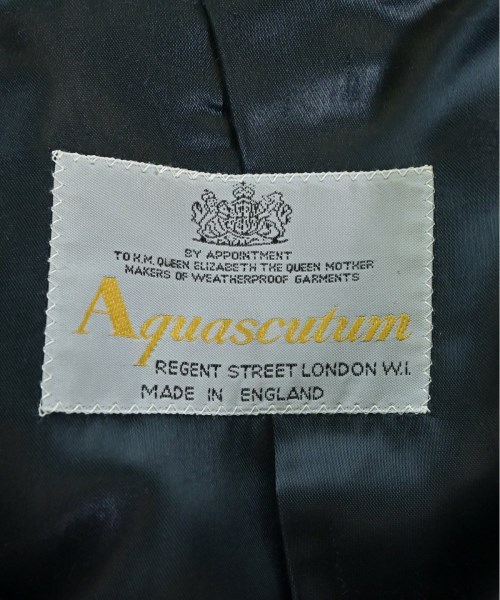 BY APPOINTMENT
TO H.M. QUEEN ELIZABETH THE QUEEN MOTHER
MAKERS OF WEATHERPROOF GARMENTS
Aquascutum
REGENT STREET LONDON W.I.
MADE IN ENGLAND